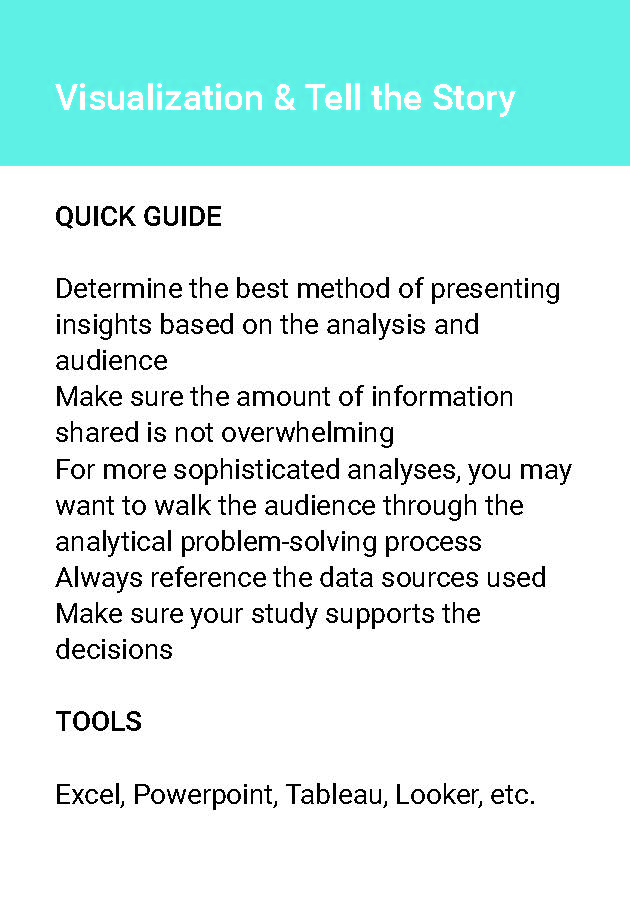 Visualization & Tell the Story
QUICK GUIDE
Determine the best method of presenting
insights based on the analysis and
audience
Make sure the amount of information
shared is not overwhelming
For more sophisticated analyses, you may
want to walk the audience through the
analytical problem-solving process
Always reference the data sources used
Make sure your study supports the
decisions
TOOLS
Excel, Powerpoint, Tableau, Looker, etc.